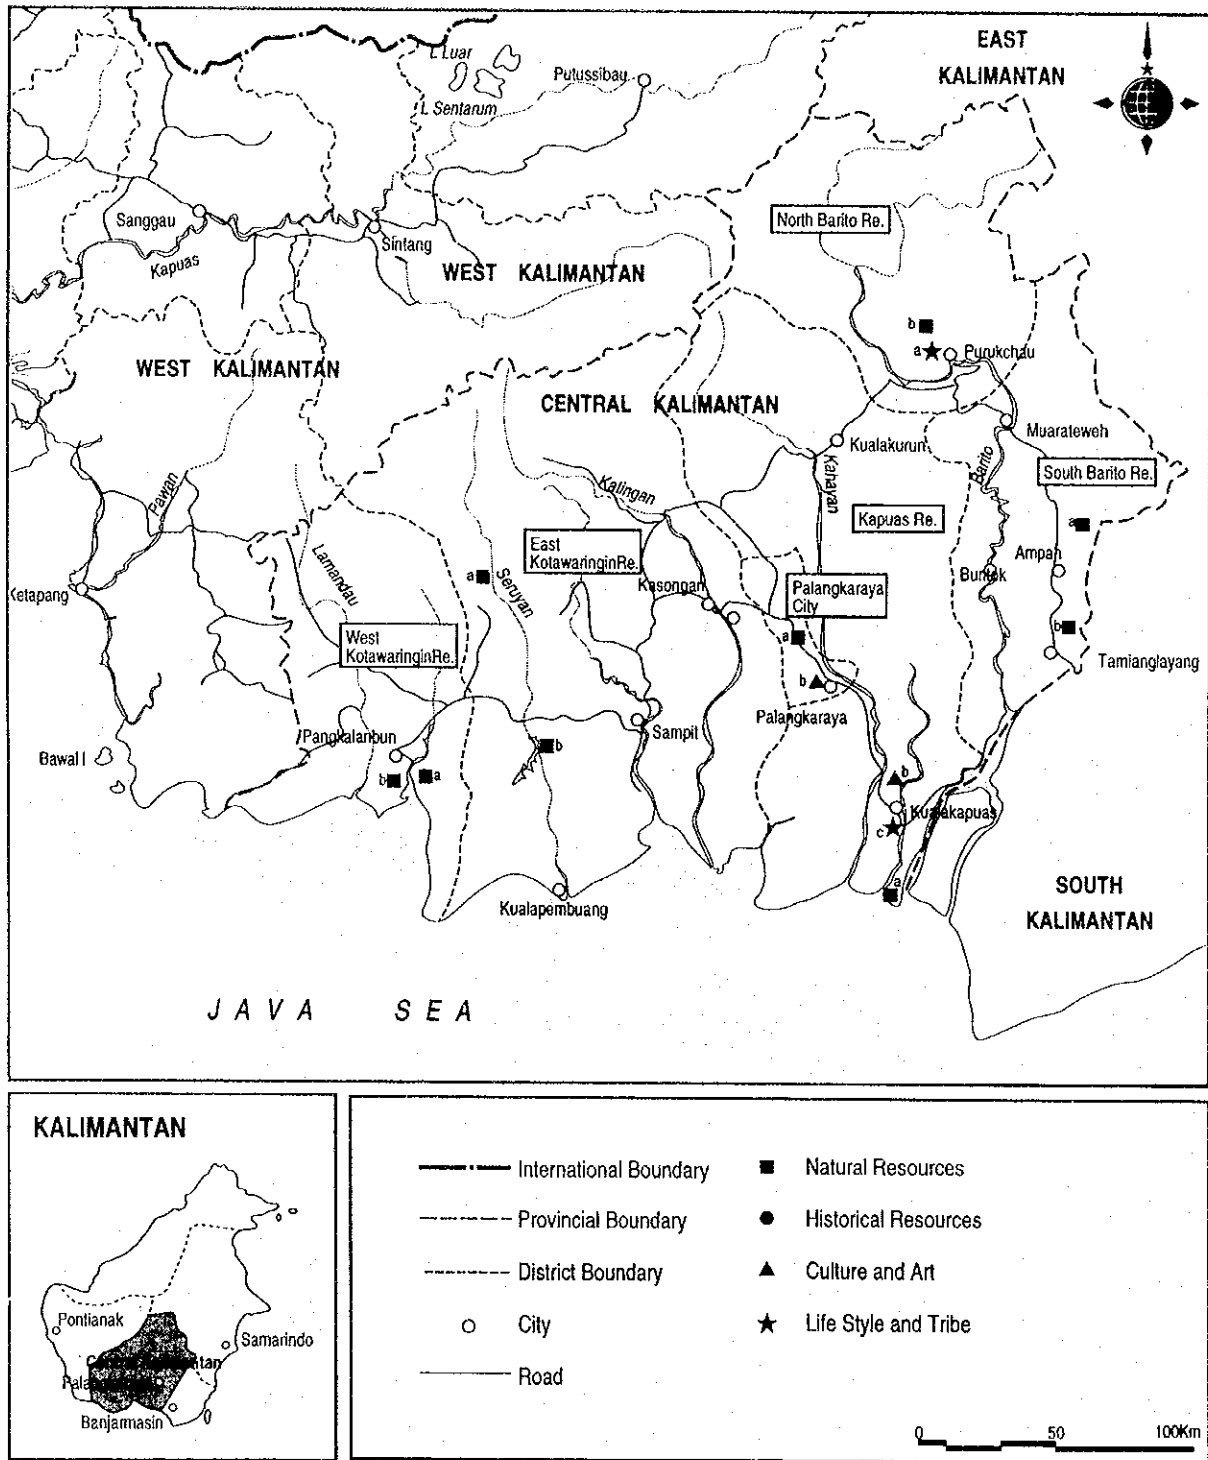 EAST
KALIMANTAN
L Luar
Putussibau
L Sentarum
North Barito Re.
Sanggau
Sintang
Kapuas
WEST KALIMANTAN
b
a
Purukchau
WEST KALIMANTAN
CENTRAL KALIMANTAN
Muarateweh
Kualakurun
Barito
South Barito Re.
Kahayan
Katingan
Pawan
Kapuas Re.
a
East
KotawaringinRe.
Lamandau
Ampah
Buntok
Ketapang
a
Seruyan
Kasongan
Palangkaraya
City
b
West
KotawaringinRe.
a
Tamianglayang
b
Palangkaraya
Sampit
Pangkalanbun
b
Bawal I
b
a
b
Kualakapuas
c
a
SOUTH
KALIMANTAN
Kualapembuang
JAVA SEA
KALIMANTAN
Pontianak
Samarindo
Banjarmasin
International Boundary
Provincial Boundary
District Boundary
City
Road
Natural Resources
Historical Resources
Culture and Art
Life Style and Tribe
0
50
100Km